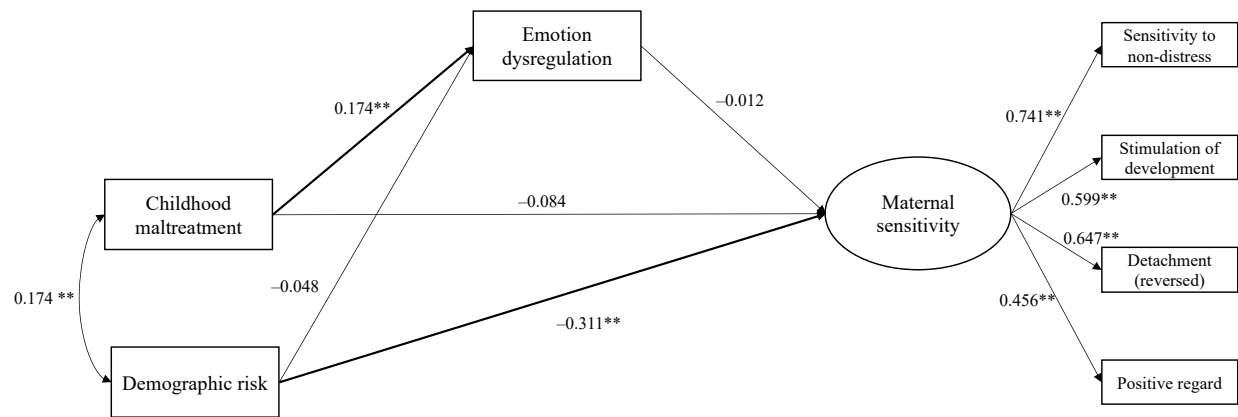 Emotion
dysregulation
Sensitivity to
non-distress
0.174**
–0.012
0.741**
Stimulation of
development
Childhood
maltreatment
–0.084
Maternal
sensitivity
0.599**
0.647**
Detachment
(reversed)
0.174 **
–0.048
–0.311**
0.456**
Demographic risk
Positive regard